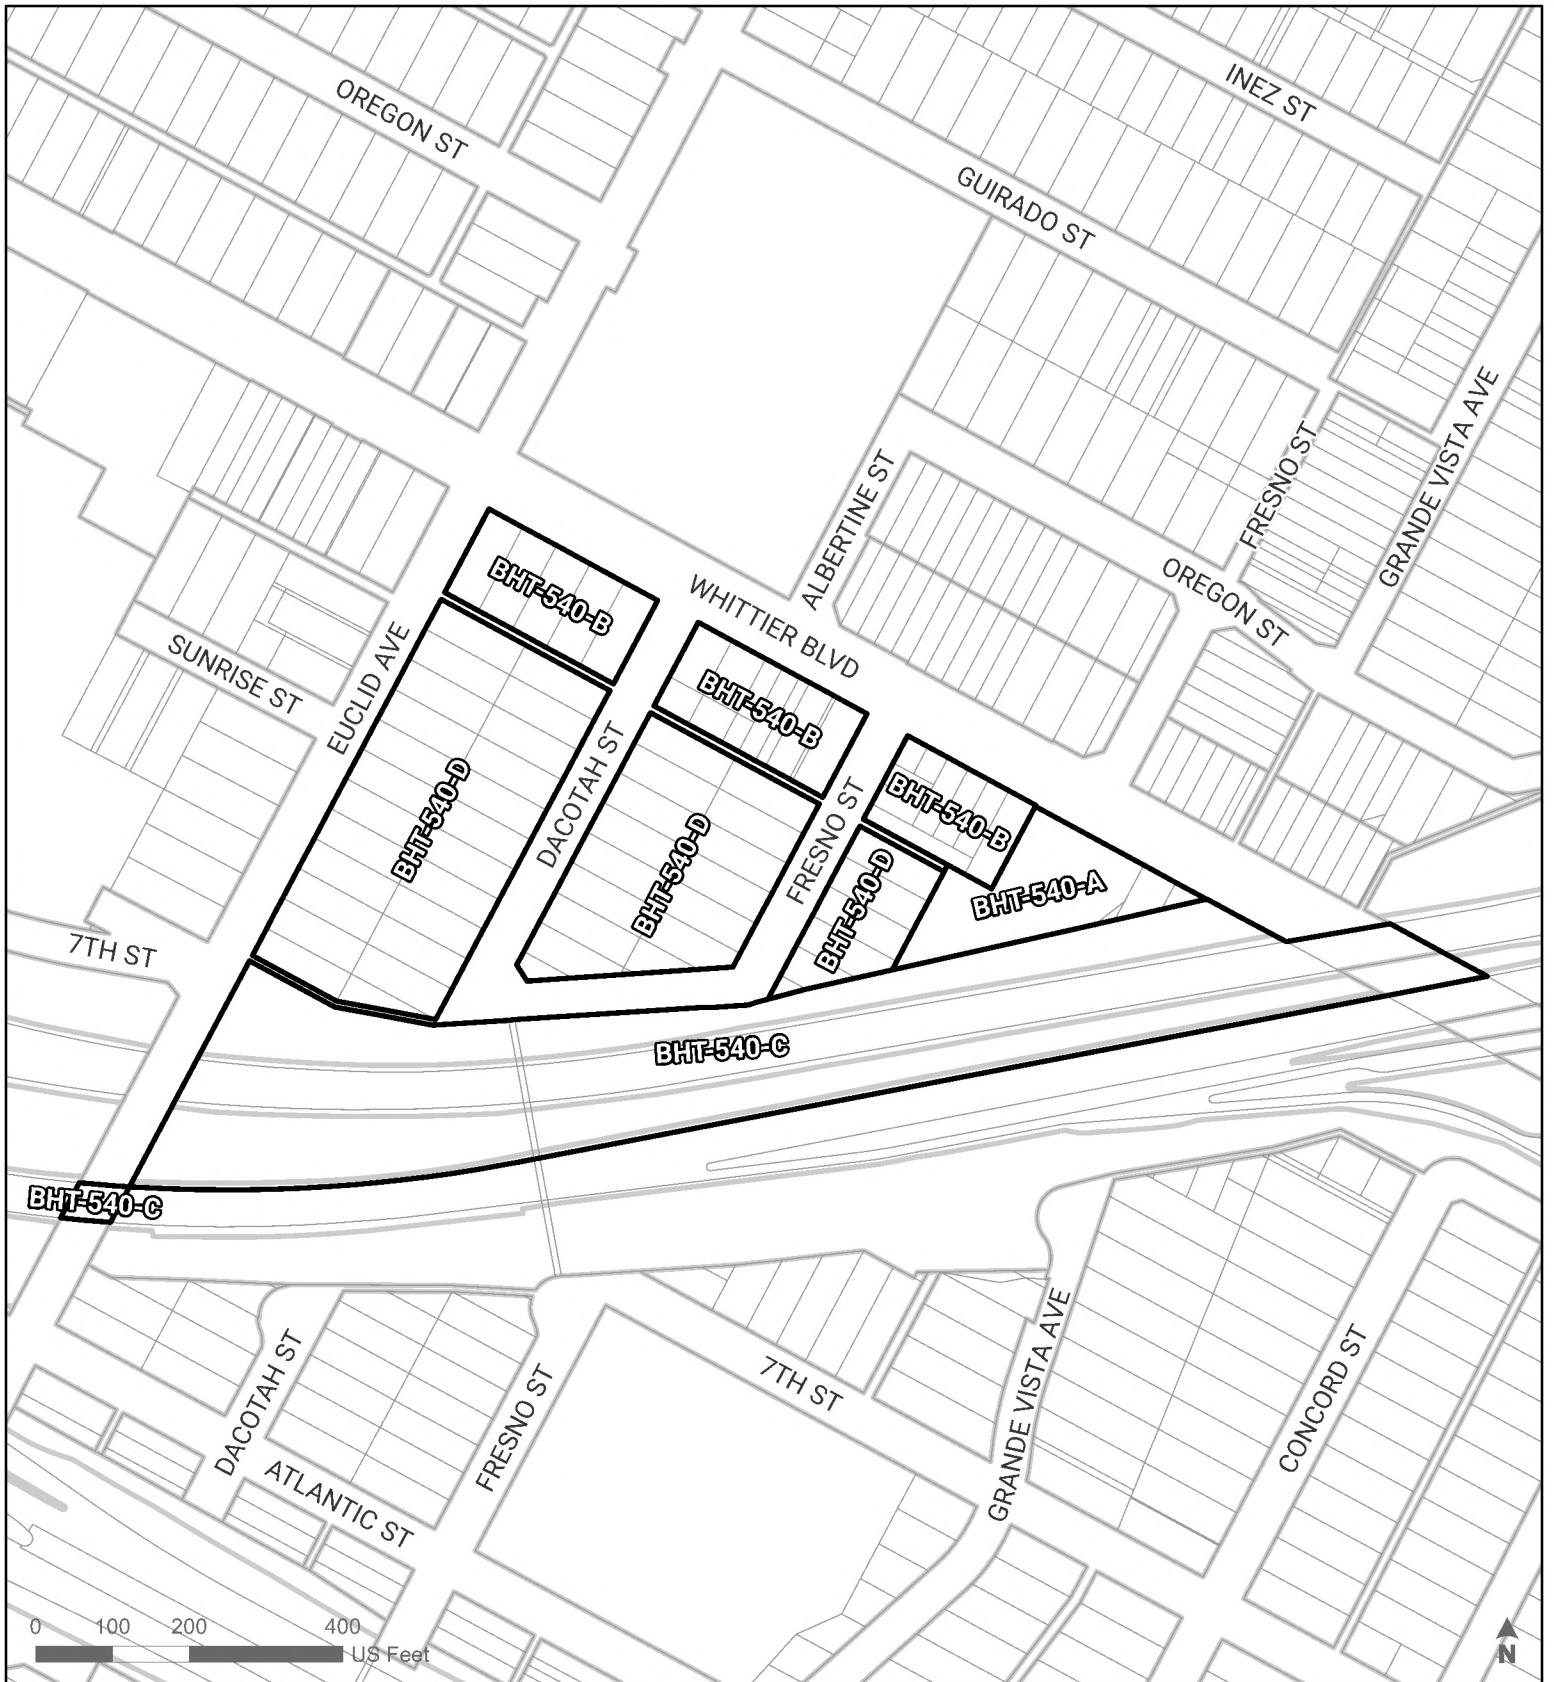 INEZ ST
OREGON ST
GUIRADO ST
GRANDE VISTA AVE
FRESNO ST
ALBERTINE ST
OREGON ST
BHT-540-B
WHITTIER BLVD
SUNRISE ST
EUCLID AVE
BHT-540-B
DACOTAH ST
BHT-540-D
BHT-540-D
FRESNO ST
BHT-540-B
BHT-540-D
BHT-540-A
7TH ST
BHT-540-C
BHT-540-C
DACOTAH ST
FRESNO ST
7TH ST
GRANDE VISTA AVE
CONCORD ST
ATLANTIC ST
0 100 200 400
US Feet
N